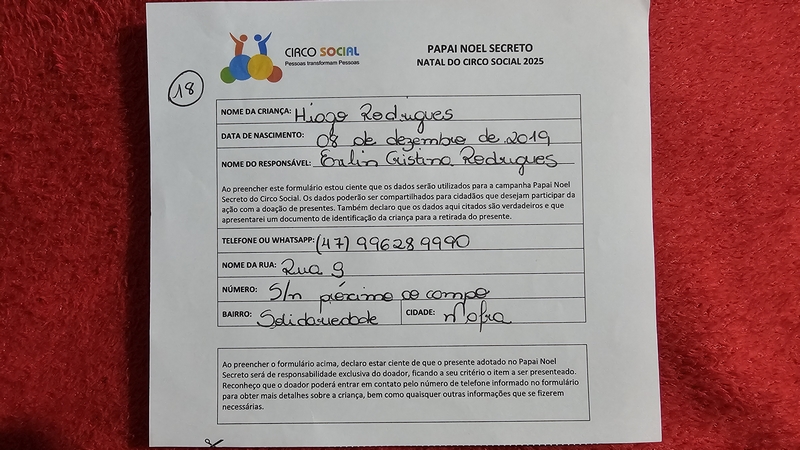 CIRCO SOCIAL
Pessoas transformam Pessoas
PAPAI NOEL SECRETO
NATAL DO CIRCO SOCIAL 2025
18
NOME DA CRIANÇA: Hiago Rodrigues
DATA DE NASCIMENTO: 08 de dezembro de 2019
NOME DO RESPONSÁVEL: Cristina Rodrigues
Ao preencher este formulário estou ciente que os dados serão utilizados para a campanha Papai Noel
Secreto do Circo Social. Os dados poderão ser compartilhados para cidadãos que desejam participar da
ação com a doação de presentes. Também declaro que os dados aqui citados são verdadeiros e que
apresentarei um documento de identificação da criança para a retirada do presente.
TELEFONE OU WHATSAPP: (47) 996289990
NOME DA RUA: Rua 9
NÚMERO: S/n próximo ao campo
BAIRRO: Solidariedade CIDADE: Mafra
Ao preencher o formulário acima, declaro estar ciente de que o presente adotado no Papai Noel
Secreto será de responsabilidade exclusiva do doador, ficando a seu critério o item a ser presenteado.
Reconheço que o doador poderá entrar em contato pelo número de telefone informado no formulário
para obter mais detalhes sobre a criança, bem como quaisquer outras informações que se fizerem
necessárias.